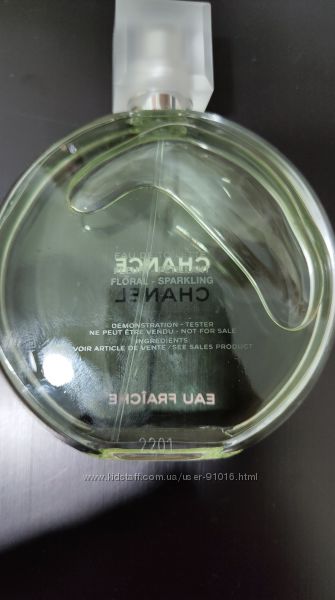 CHANCE
FLORAL - SPARKLING
CHANEL
DEMONSTRATION - TESTER
NE PEUT ÊTRE VENDU - NOT FOR SALE
INGREDIENTS
VOIR ARTICLE DE VENTE / SEE SALES PRODUCT
EAU FRAÎCHE
2201
www.kidstaff.com.ua/user-91016.html